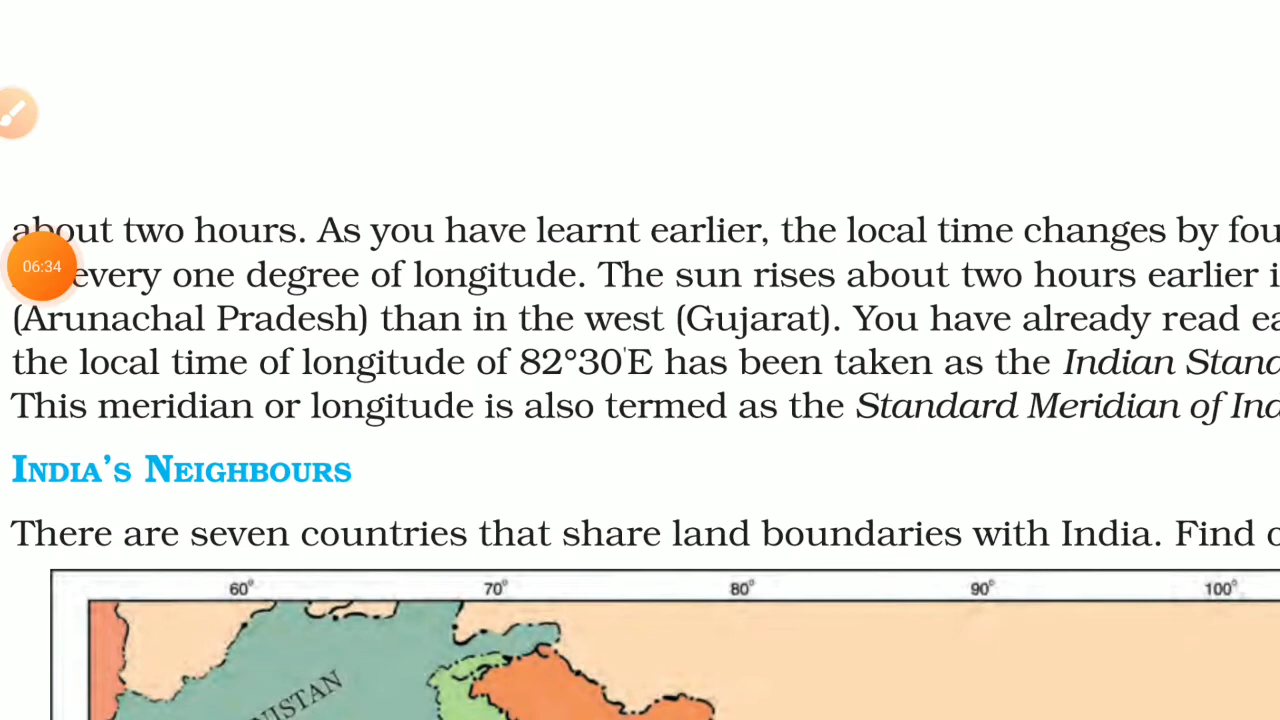 about two hours. As you have learnt earlier, the local time changes by fou
06:34
every one degree of longitude. The sun rises about two hours earlier i
(Arunachal Pradesh) than in the west (Gujarat). You have already read ea
the local time of longitude of 82°30'E has been taken as the Indian Stand
This meridian or longitude is also termed as the Standard Meridian of Ind
INDIA'S NEIGHBOURS
There are seven countries that share land boundaries with India. Find o
60° 70° 80° 90° 100°
NISTAN